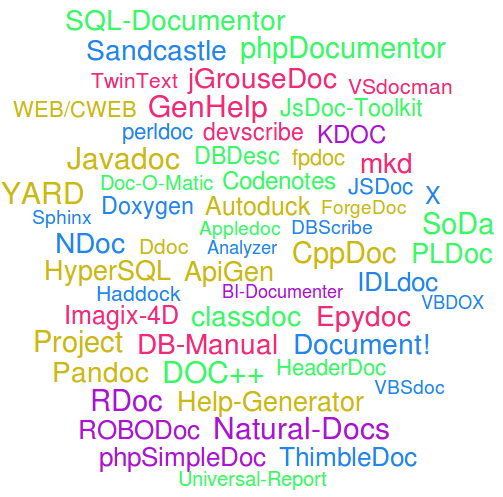 SQL-Documentor
Sandcastle phpDocumentor
TwinText jGrouseDoc VSdocman
WEB/CWEB GenHelp JsDoc-Toolkit
perldoc devscribe KDOC
Javadoc DBDesc fpdoc mkd
YARD Doc-O-Matic Codenotes JSDoc X
Sphinx Doxygen Autoduck ForgeDoc
Appledoc DBScribe SoDa
NDoc Ddoc Analyzer CppDoc PLDoc
HyperSQL ApiGen IDLdoc
Haddock BI-Documenter VBDOX
Imagix-4D classdoc Epydoc
Project DB-Manual Document!
Pandoc DOC++ HeaderDoc
VBSdoc
RDoc Help-Generator
ROBODoc Natural-Docs
phpSimpleDoc ThimbleDoc
Universal-Report